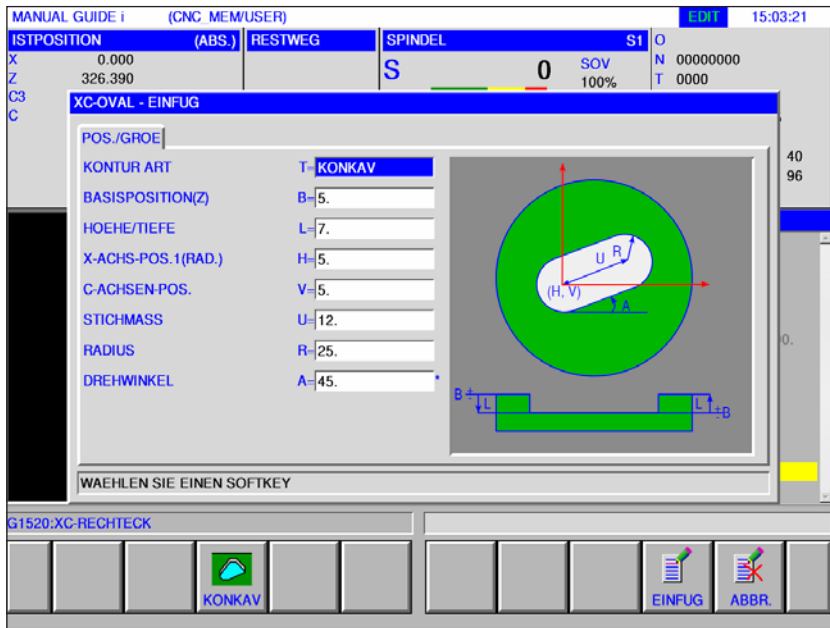 MANUAL GUIDE i (CNC_MEM/USER) EDIT 15:03:21
ISTPOSITION (ABS.) RESTWEG SPINDEL S1 O
X 0.000 N 00000000
Z 326.390 S 0 SOV 100% T 0000
C3
C
XC-OVAL - EINFUG
POS./GROE
KONTUR ART T= KONKAV
BASISPOSITION(Z) B= 5.
HOEHE/TIEFE L= 7.
X-ACHS-POS.1(RAD.) H= 5.
C-ACHSEN-POS. V= 5.
STICHMASS U= 12.
RADIUS R= 25.
DREHWINKEL A= 45. *
U R
(H, V)
A
B ± L L ±B
40
96
0.
WAEHLEN SIE EINEN SOFTKEY
G1520:XC-RECHTECK
KONKAV EINFUG ABBR.